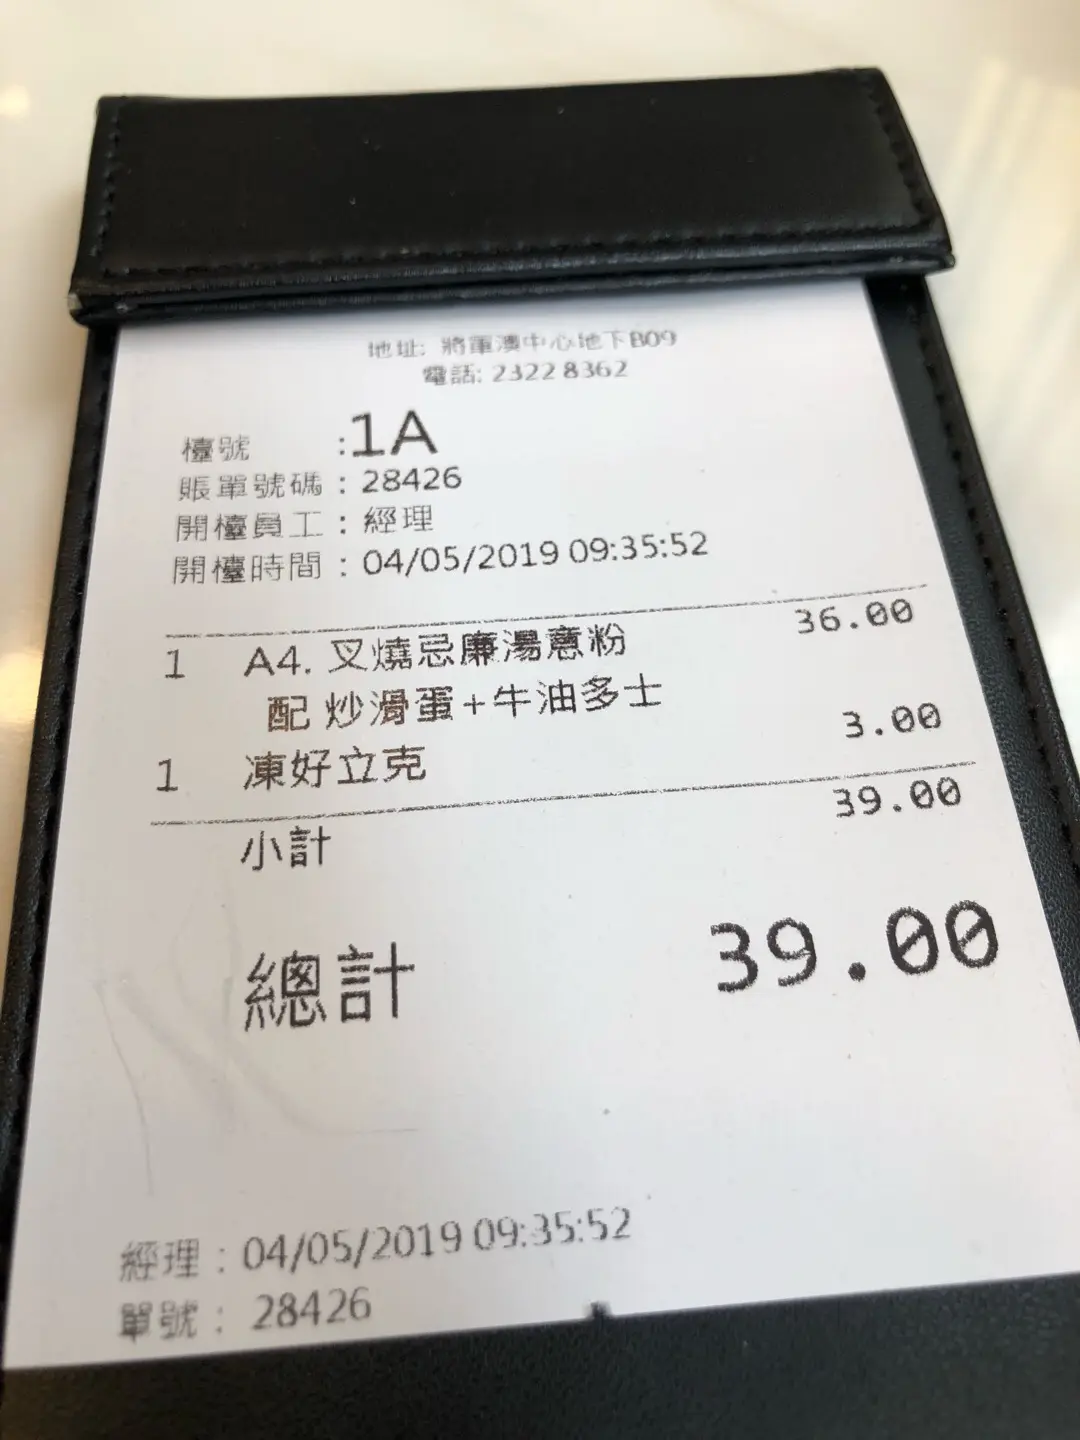 地址: 將軍澳中心地下B09
電話: 2322 8362
檯號 :1A
賬單號碼 : 28426
開檯員工 : 經理
開檯時間 : 04/05/2019 09:35:52
1 A4. 叉燒忌廉湯薏粉 36.00
配 炒滑蛋+牛油多士
1 凍好立克 3.00
小計 39.00
總計 39.00
經理 : 04/05/2019 09:35:52
單號 : 28426